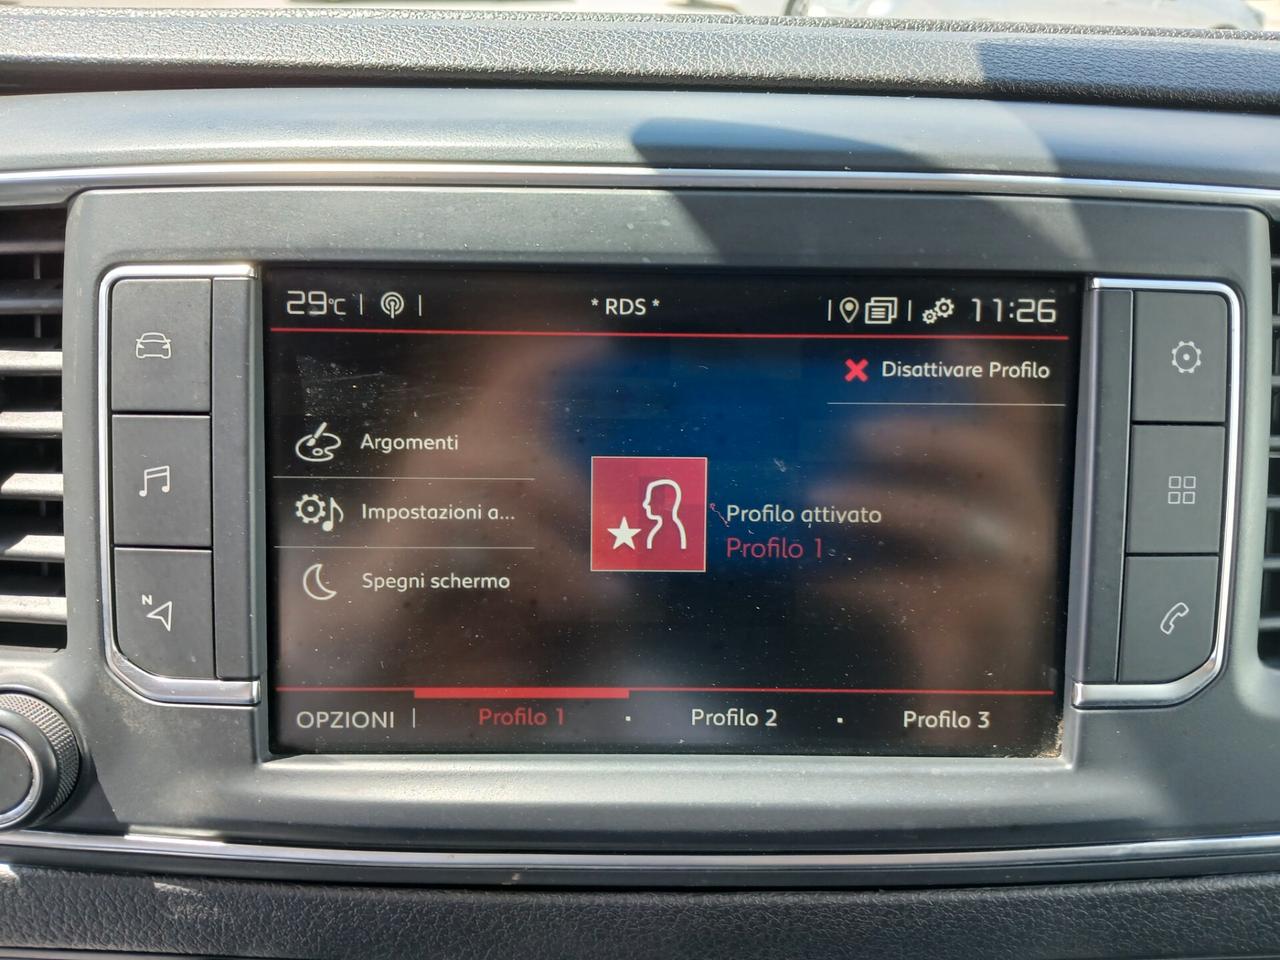 29°C
* RDS *
11:26
Disattivare Profilo
Argomenti
Impostazioni a...
Spegni schermo
Profilo attivato
Profilo 1
OPZIONI
Profilo 1
Profilo 2
Profilo 3
N